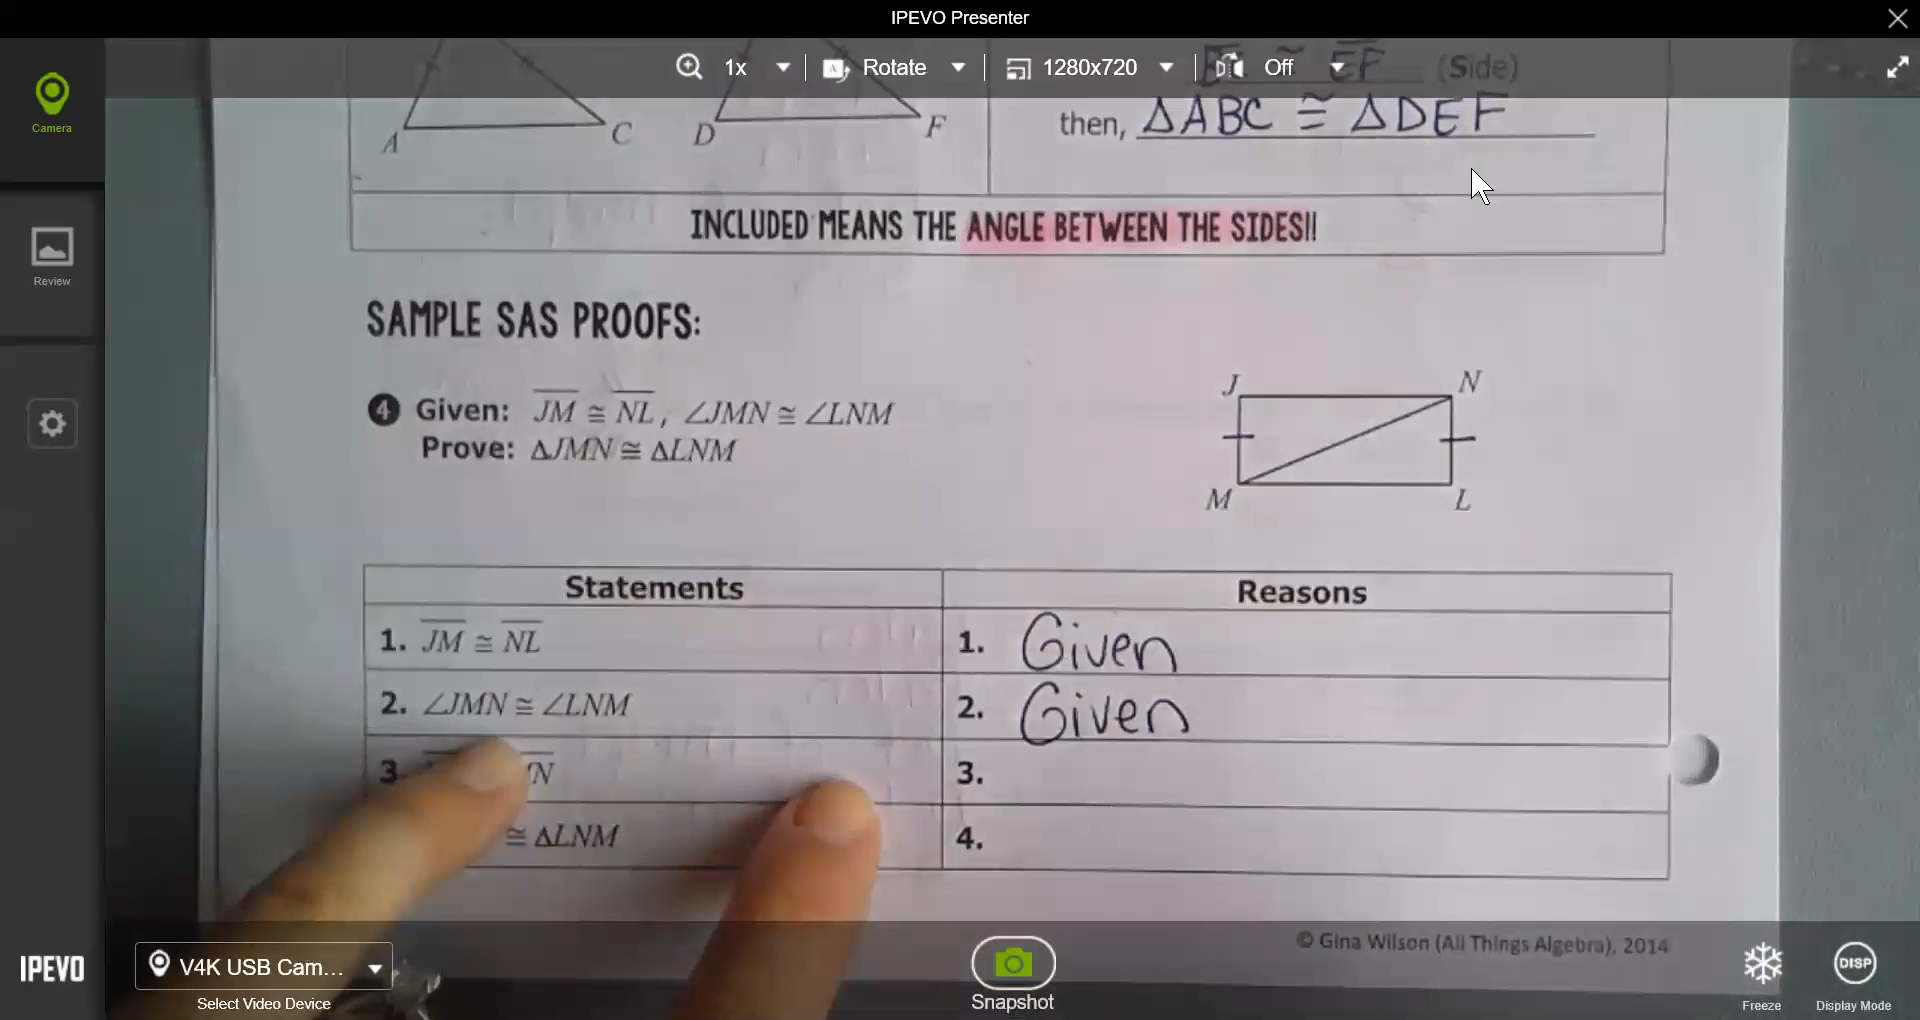 IPEVO Presenter
1x Rotate 1280x720 Off
≅ EF (Side)
Camera
A C D F then, ΔABC ≅ ΔDEF
INCLUDED MEANS THE ANGLE BETWEEN THE SIDES!!
Review
SAMPLE SAS PROOFS:
J N
4 Given: JM ≅ NL, ∠JMN ≅ ∠LNM
Prove: ΔJMN ≅ ΔLNM
M L
Statements Reasons
1. JM ≅ NL 1. Given
2. ∠JMN ≅ ∠LNM 2. Given
3 3.
≅ ΔLNM 4.
© Gina Wilson (All Things Algebra), 2014
IPEVO V4K USB Cam... DISP
Select Video Device Snapshot Freeze Display Mode